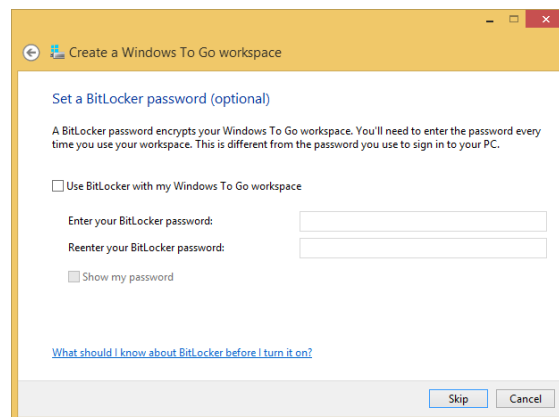 Create a Windows To Go workspace
Set a BitLocker password (optional)
A BitLocker password encrypts your Windows To Go workspace. You'll need to enter the password every
time you use your workspace. This is different from the password you use to sign in to your PC.
Use BitLocker with my Windows To Go workspace
Enter your BitLocker password:
Reenter your BitLocker password:
Show my password
What should I know about BitLocker before I turn it on?
Skip Cancel